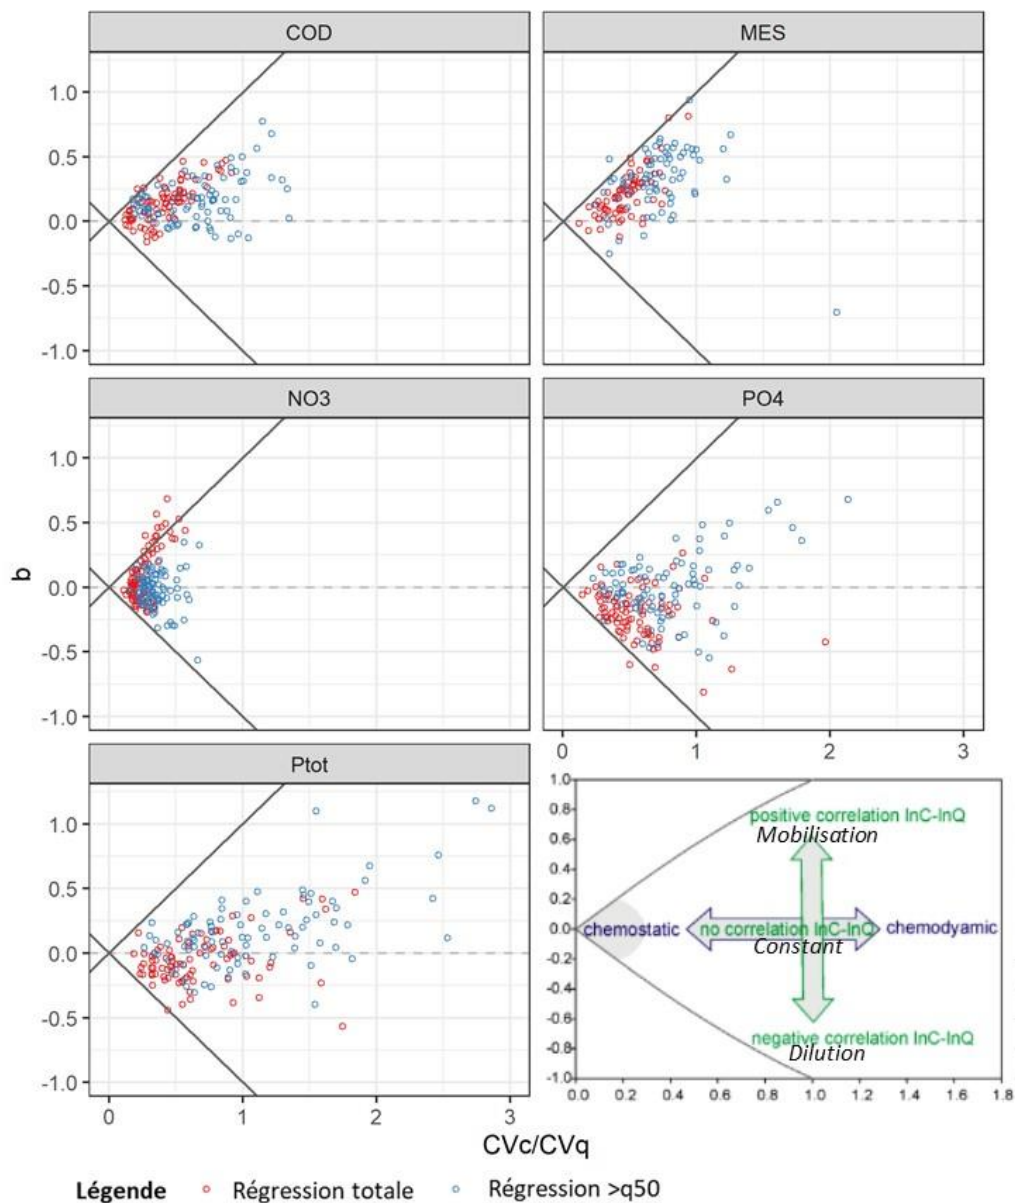 COD
MES
1.0
0.5
0.0
-0.5
-1.0
NO3
PO4
1.0
0.5
0.0
-0.5
-1.0
0
1
2
3
b
Ptot
1.0
0.5
0.0
-0.5
-1.0
0
1
2
3
1.0
0.8
0.6
0.4
0.2
0.0
-0.2
-0.4
-0.6
-0.8
-1.0
positive correlation lnC-lnQ
Mobilisation
chemostatic
no correlation lnC-lnQ
chemodyamic
Constant
negative correlation lnC-lnQ
Dilution
0.0
0.2
0.4
0.6
0.8
1.0
1.2
1.4
1.6
1.8
CVc/CVq
Légende
Régression totale
Régression >q50